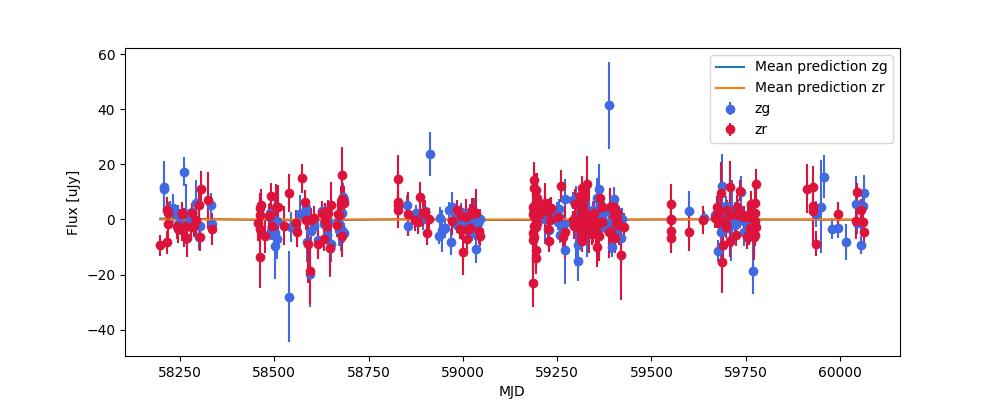 60
40
20
0
−20
−40
Flux [uJy]
58250
58500
58750
59000
59250
59500
59750
60000
MJD
Mean prediction zg
Mean prediction zr
zg
zr